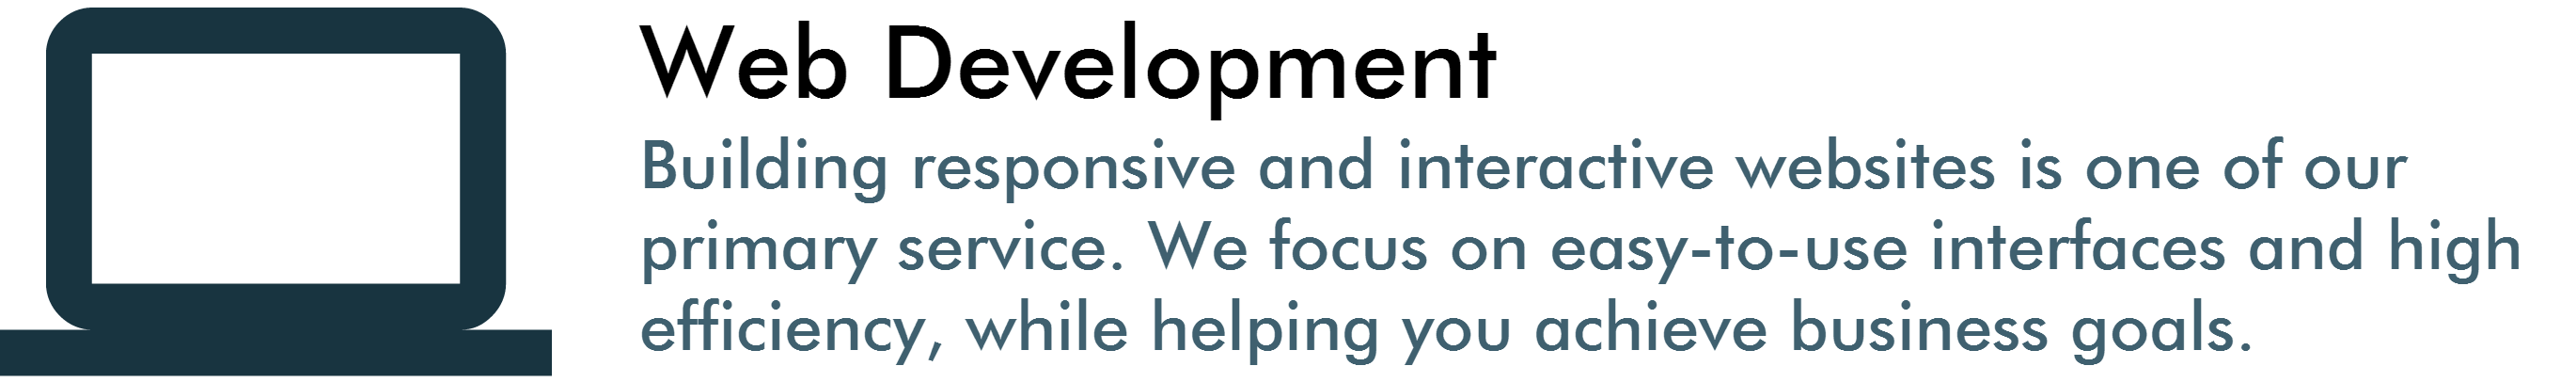 Web Development
Building responsive and interactive websites is one of our
primary service. We focus on easy-to-use interfaces and high
efficiency, while helping you achieve business goals.